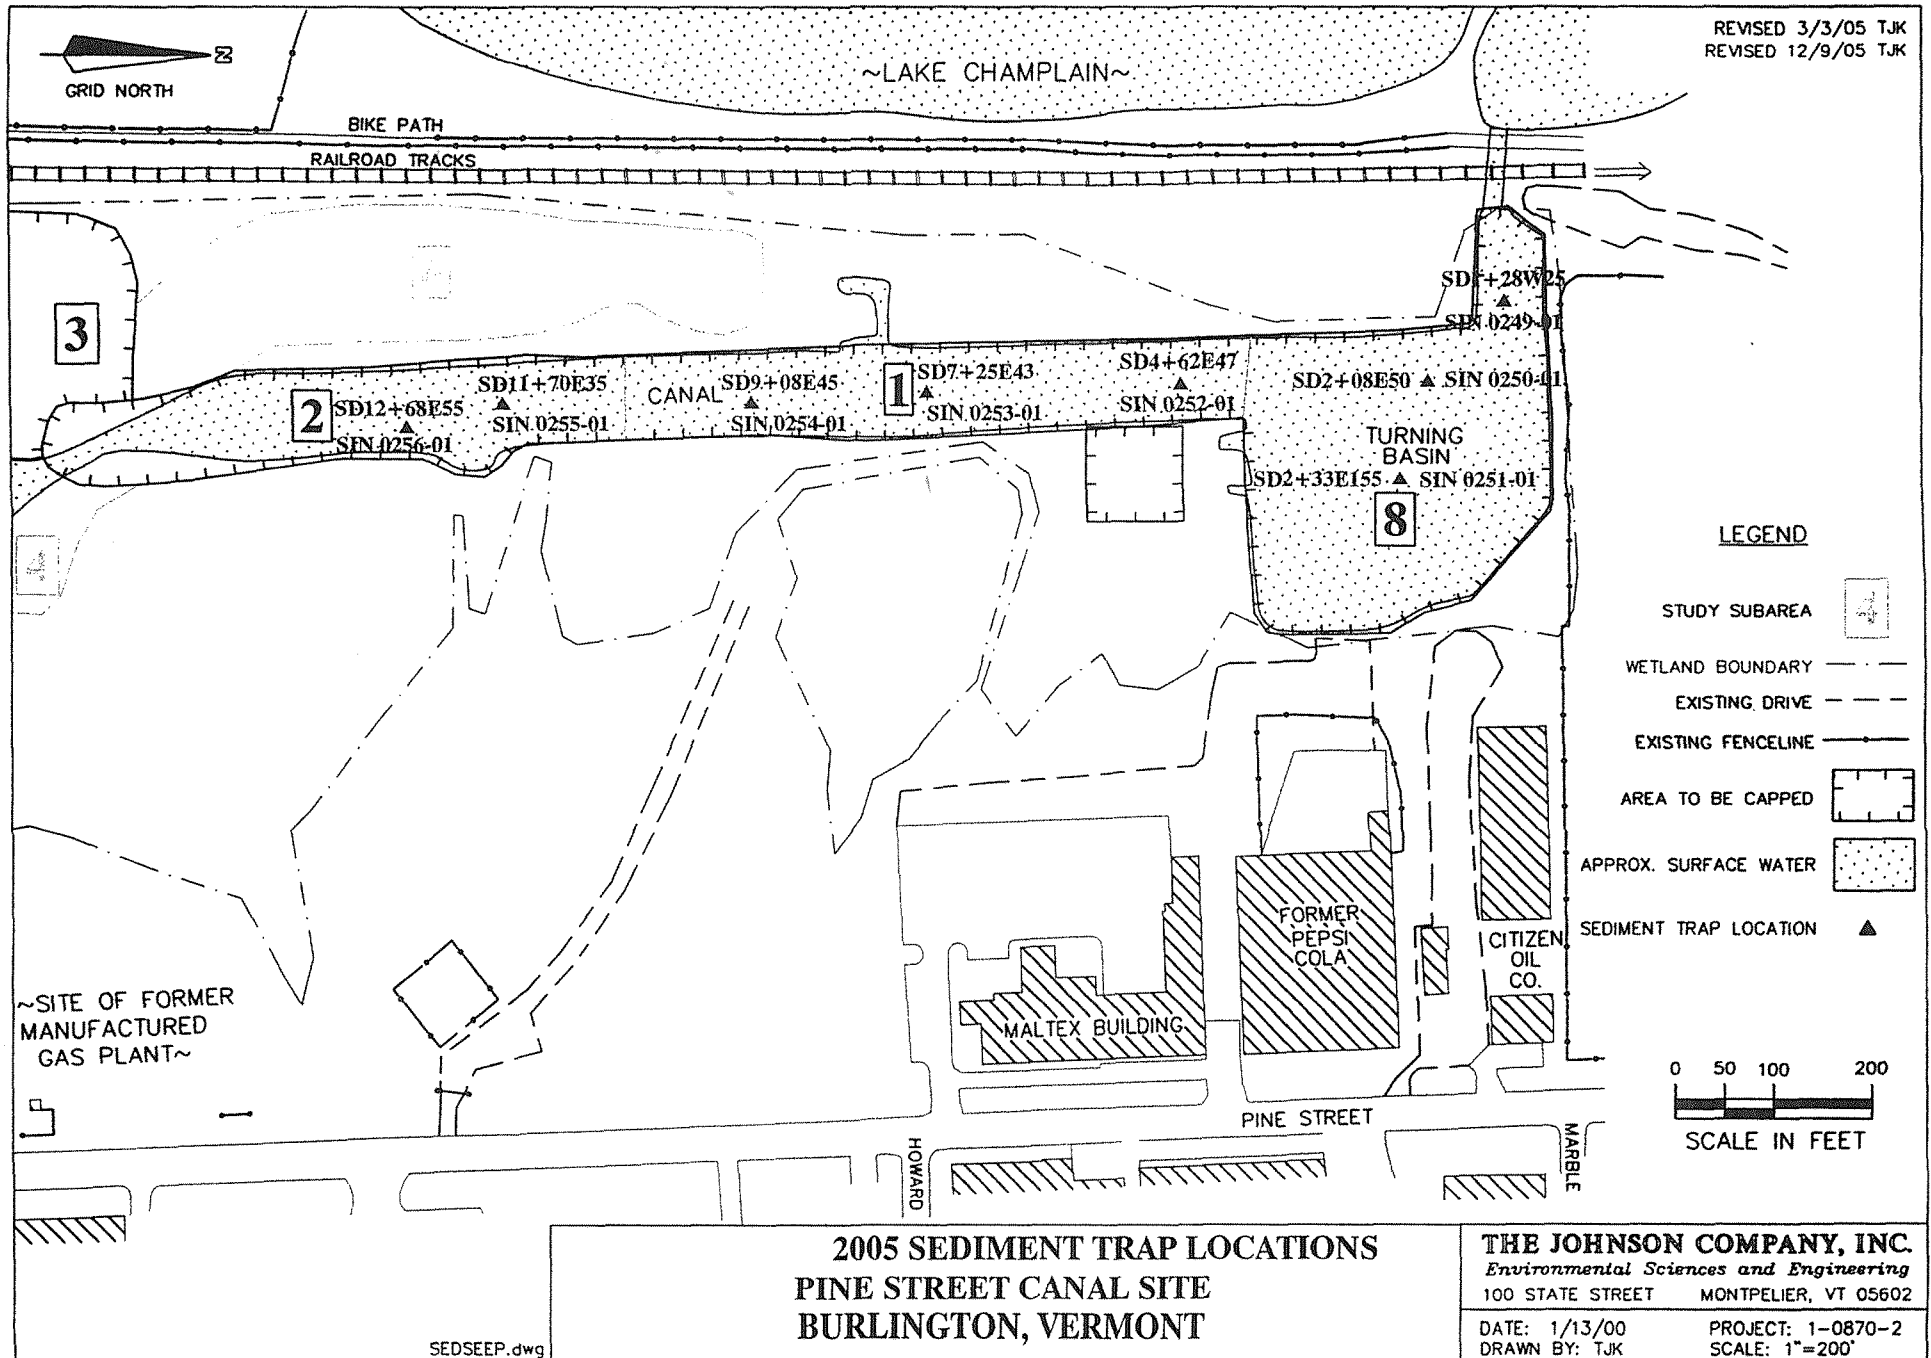 REVISED 3/3/05 TJK
REVISED 12/9/05 TJK
N
GRID NORTH
~LAKE CHAMPLAIN~
BIKE PATH
RAILROAD TRACKS
3
4
2
SD12+68E55
SIN 0256-01
SD11+70E35
SIN 0255-01
CANAL
SD9+08E45
SIN 0254-01
1
SD7+25E43
SIN 0253-01
SD4+62E47
SIN 0252-01
SD1+28W25
SIN 0249-01
SD2+08E50
SIN 0250-01
TURNING
BASIN
SD2+33E155
SIN 0251-01
8
4
LEGEND
STUDY SUBAREA
4
WETLAND BOUNDARY
EXISTING DRIVE
EXISTING FENCELINE
AREA TO BE CAPPED
APPROX. SURFACE WATER
SEDIMENT TRAP LOCATION
~SITE OF FORMER
MANUFACTURED
GAS PLANT~
MALTEX BUILDING
FORMER
PEPSI
COLA
CITIZEN
OIL
CO.
PINE STREET
HOWARD
MARBLE
0 50 100 200
SCALE IN FEET
SEDSEEP.dwg
2005 SEDIMENT TRAP LOCATIONS
PINE STREET CANAL SITE
BURLINGTON, VERMONT
THE JOHNSON COMPANY, INC.
Environmental Sciences and Engineering
100 STATE STREET MONTPELIER, VT 05602
DATE: 1/13/00
PROJECT: 1-0870-2
DRAWN BY: TJK
SCALE: 1"=200'